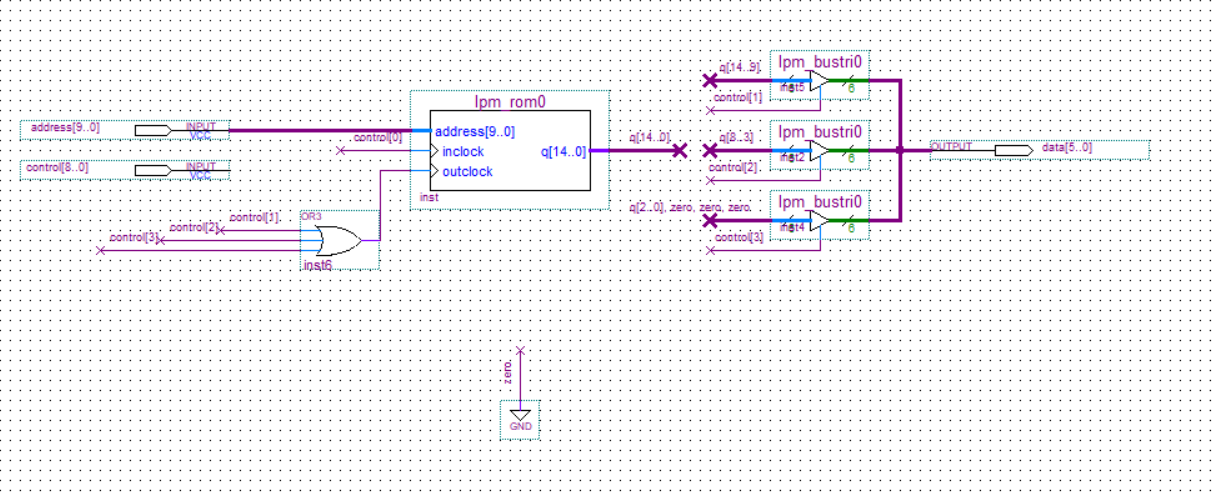 lpm_bustri0
q[14..9]
inst5
6
control[1]
lpm_rom0
address[9..0]
INPUT
VCC
address[9..0]
control[0]
inclock
q[14..0]
q[14..0]
outclock
inst
lpm_bustri0
q[8..3]
inst2
6
control[2]
OUTPUT
data[5..0]
control[8..0]
INPUT
VCC
lpm_bustri0
q[2..0], zero, zero, zero
inst4
6
control[3]
control[1]
control[2]
control[3]
OR3
inst6
zero
GND